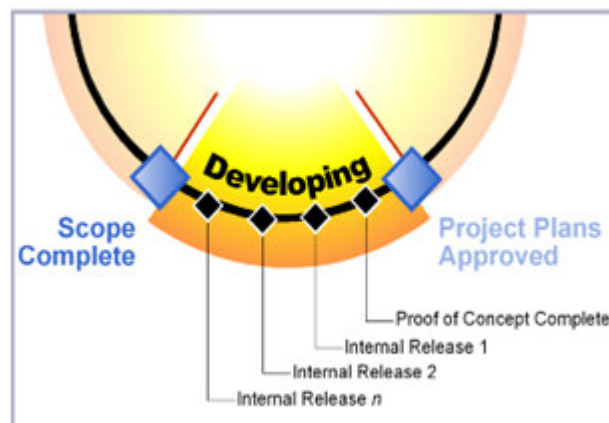 Developing
Scope
Complete
Project Plans
Approved
Proof of Concept Complete
Internal Release 1
Internal Release 2
Internal Release n